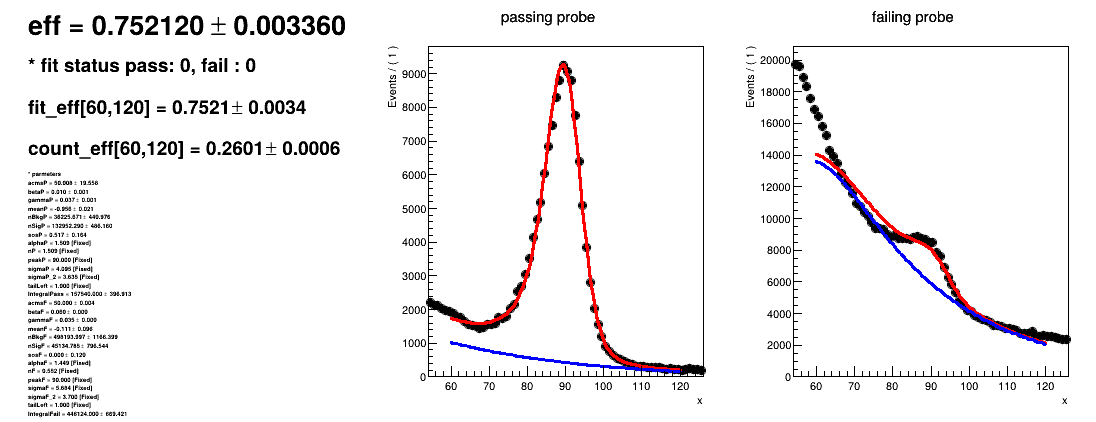 eff = 0.752120 ± 0.003360
* fit status pass: 0, fail : 0
fit_eff[60,120] = 0.7521± 0.0034
count_eff[60,120] = 0.2601± 0.0006
* parmeters
acmsP = 50.008 ± 19.556
betaP = 0.010 ± 0.001
gammaP = 0.037 ± 0.001
meanP = -0.956 ± 0.021
nBkgP = 36225.671 ± 440.976
nSigP = 132952.290 ± 486.160
sosP = 0.517 ± 0.164
alphaP = 1.509 [Fixed]
nP = 1.509 [Fixed]
peakP = 90.000 [Fixed]
sigmaP = 4.095 [Fixed]
sigmaP_2 = 3.635 [Fixed]
tailLeft = 1.000 [Fixed]
IntegralPass = 157540.000 ± 396.913
acmsF = 50.000 ± 0.004
betaF = 0.060 ± 0.000
gammaF = 0.035 ± 0.000
meanF = -0.111 ± 0.096
nBkgF = 498193.997 ± 1166.399
nSigF = 45134.785 ± 796.544
sosF = 0.000 ± 0.120
alphaF = 1.449 [Fixed]
nF = 0.552 [Fixed]
peakF = 90.000 [Fixed]
sigmaF = 5.684 [Fixed]
sigmaF_2 = 3.700 [Fixed]
tailLeft = 1.000 [Fixed]
IntegralFail = 448124.000 ± 669.421
passing probe
Events / ( 1 )
9000
8000
7000
6000
5000
4000
3000
2000
1000
0
60 70 80 90 100 110 120
x
failing probe
Events / ( 1 )
20000
18000
16000
14000
12000
10000
8000
6000
4000
2000
0
60 70 80 90 100 110 120
x